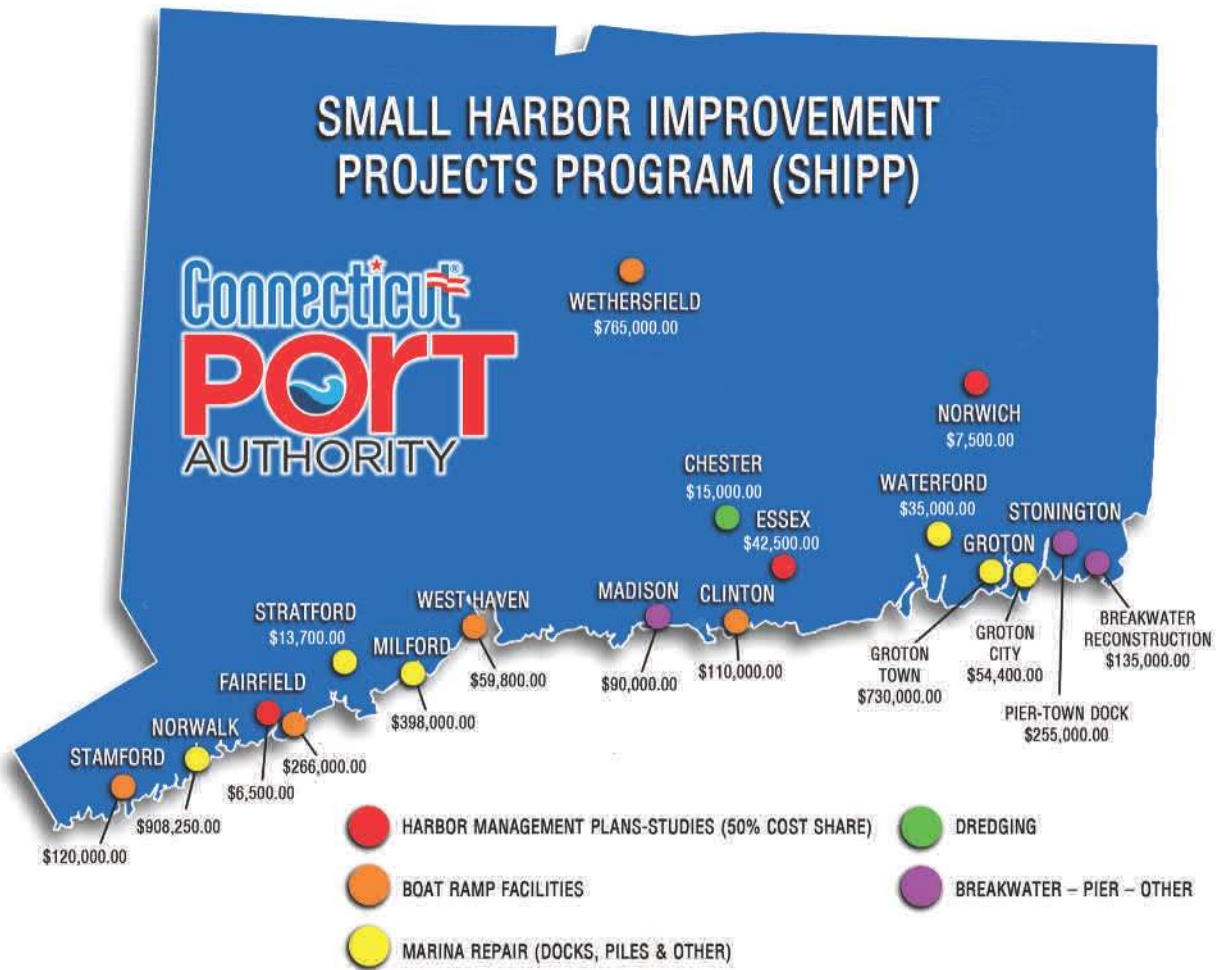 SMALL HARBOR IMPROVEMENT
PROJECTS PROGRAM (SHIPP)
Connecticut®
PORT
AUTHORITY
WETHERSFIELD
$765,000.00
NORWICH
$7,500.00
CHESTER
$15,000.00
ESSEX
$42,500.00
WATERFORD
$35,000.00
STONINGTON
GROTON
WEST HAVEN
$59,800.00
MADISON
$90,000.00
CLINTON
$110,000.00
GROTON
TOWN
$730,000.00
GROTON
CITY
$54,400.00
BREAKWATER
RECONSTRUCTION
$135,000.00
PIER-TOWN DOCK
$255,000.00
STRATFORD
$13,700.00
MILFORD
$398,000.00
FAIRFIELD
$266,000.00
$6,500.00
NORWALK
$908,250.00
STAMFORD
$120,000.00
HARBOR MANAGEMENT PLANS-STUDIES (50% COST SHARE)
BOAT RAMP FACILITIES
MARINA REPAIR (DOCKS, PILES & OTHER)
DREDGING
BREAKWATER – PIER – OTHER